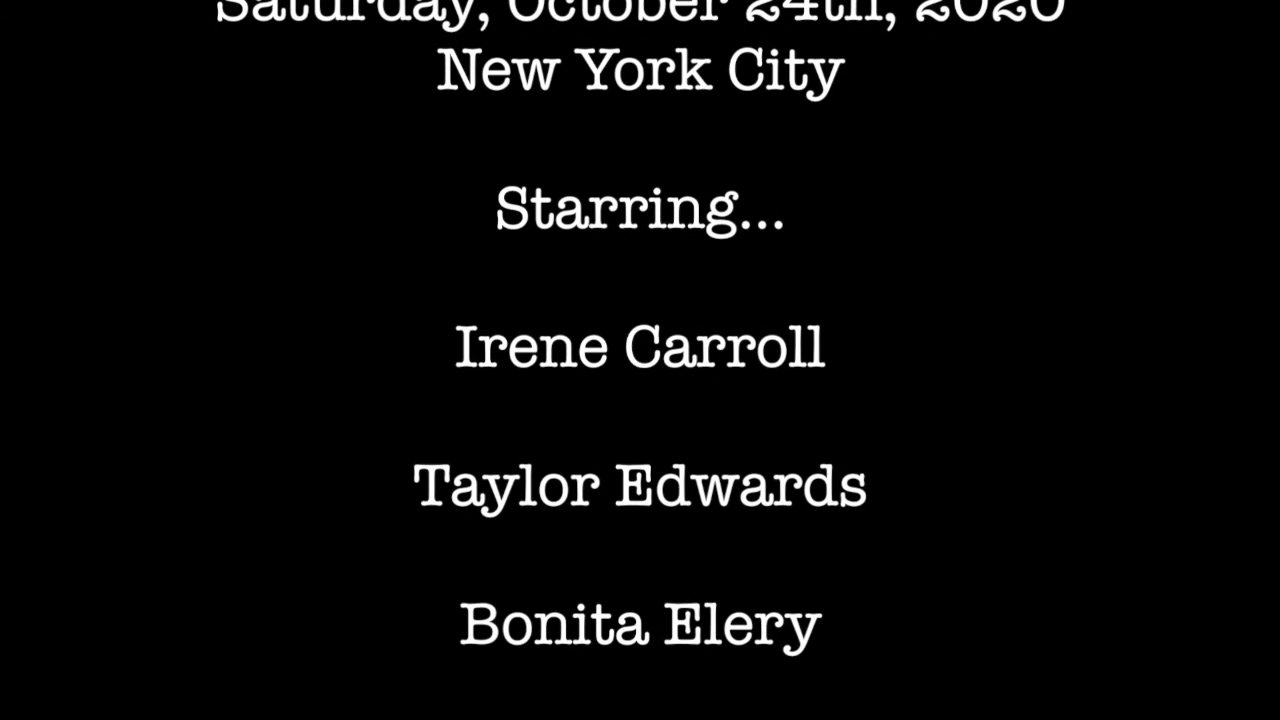 Saturday, October 24th, 2020
New York City
Starring...
Irene Carroll
Taylor Edwards
Bonita Elery